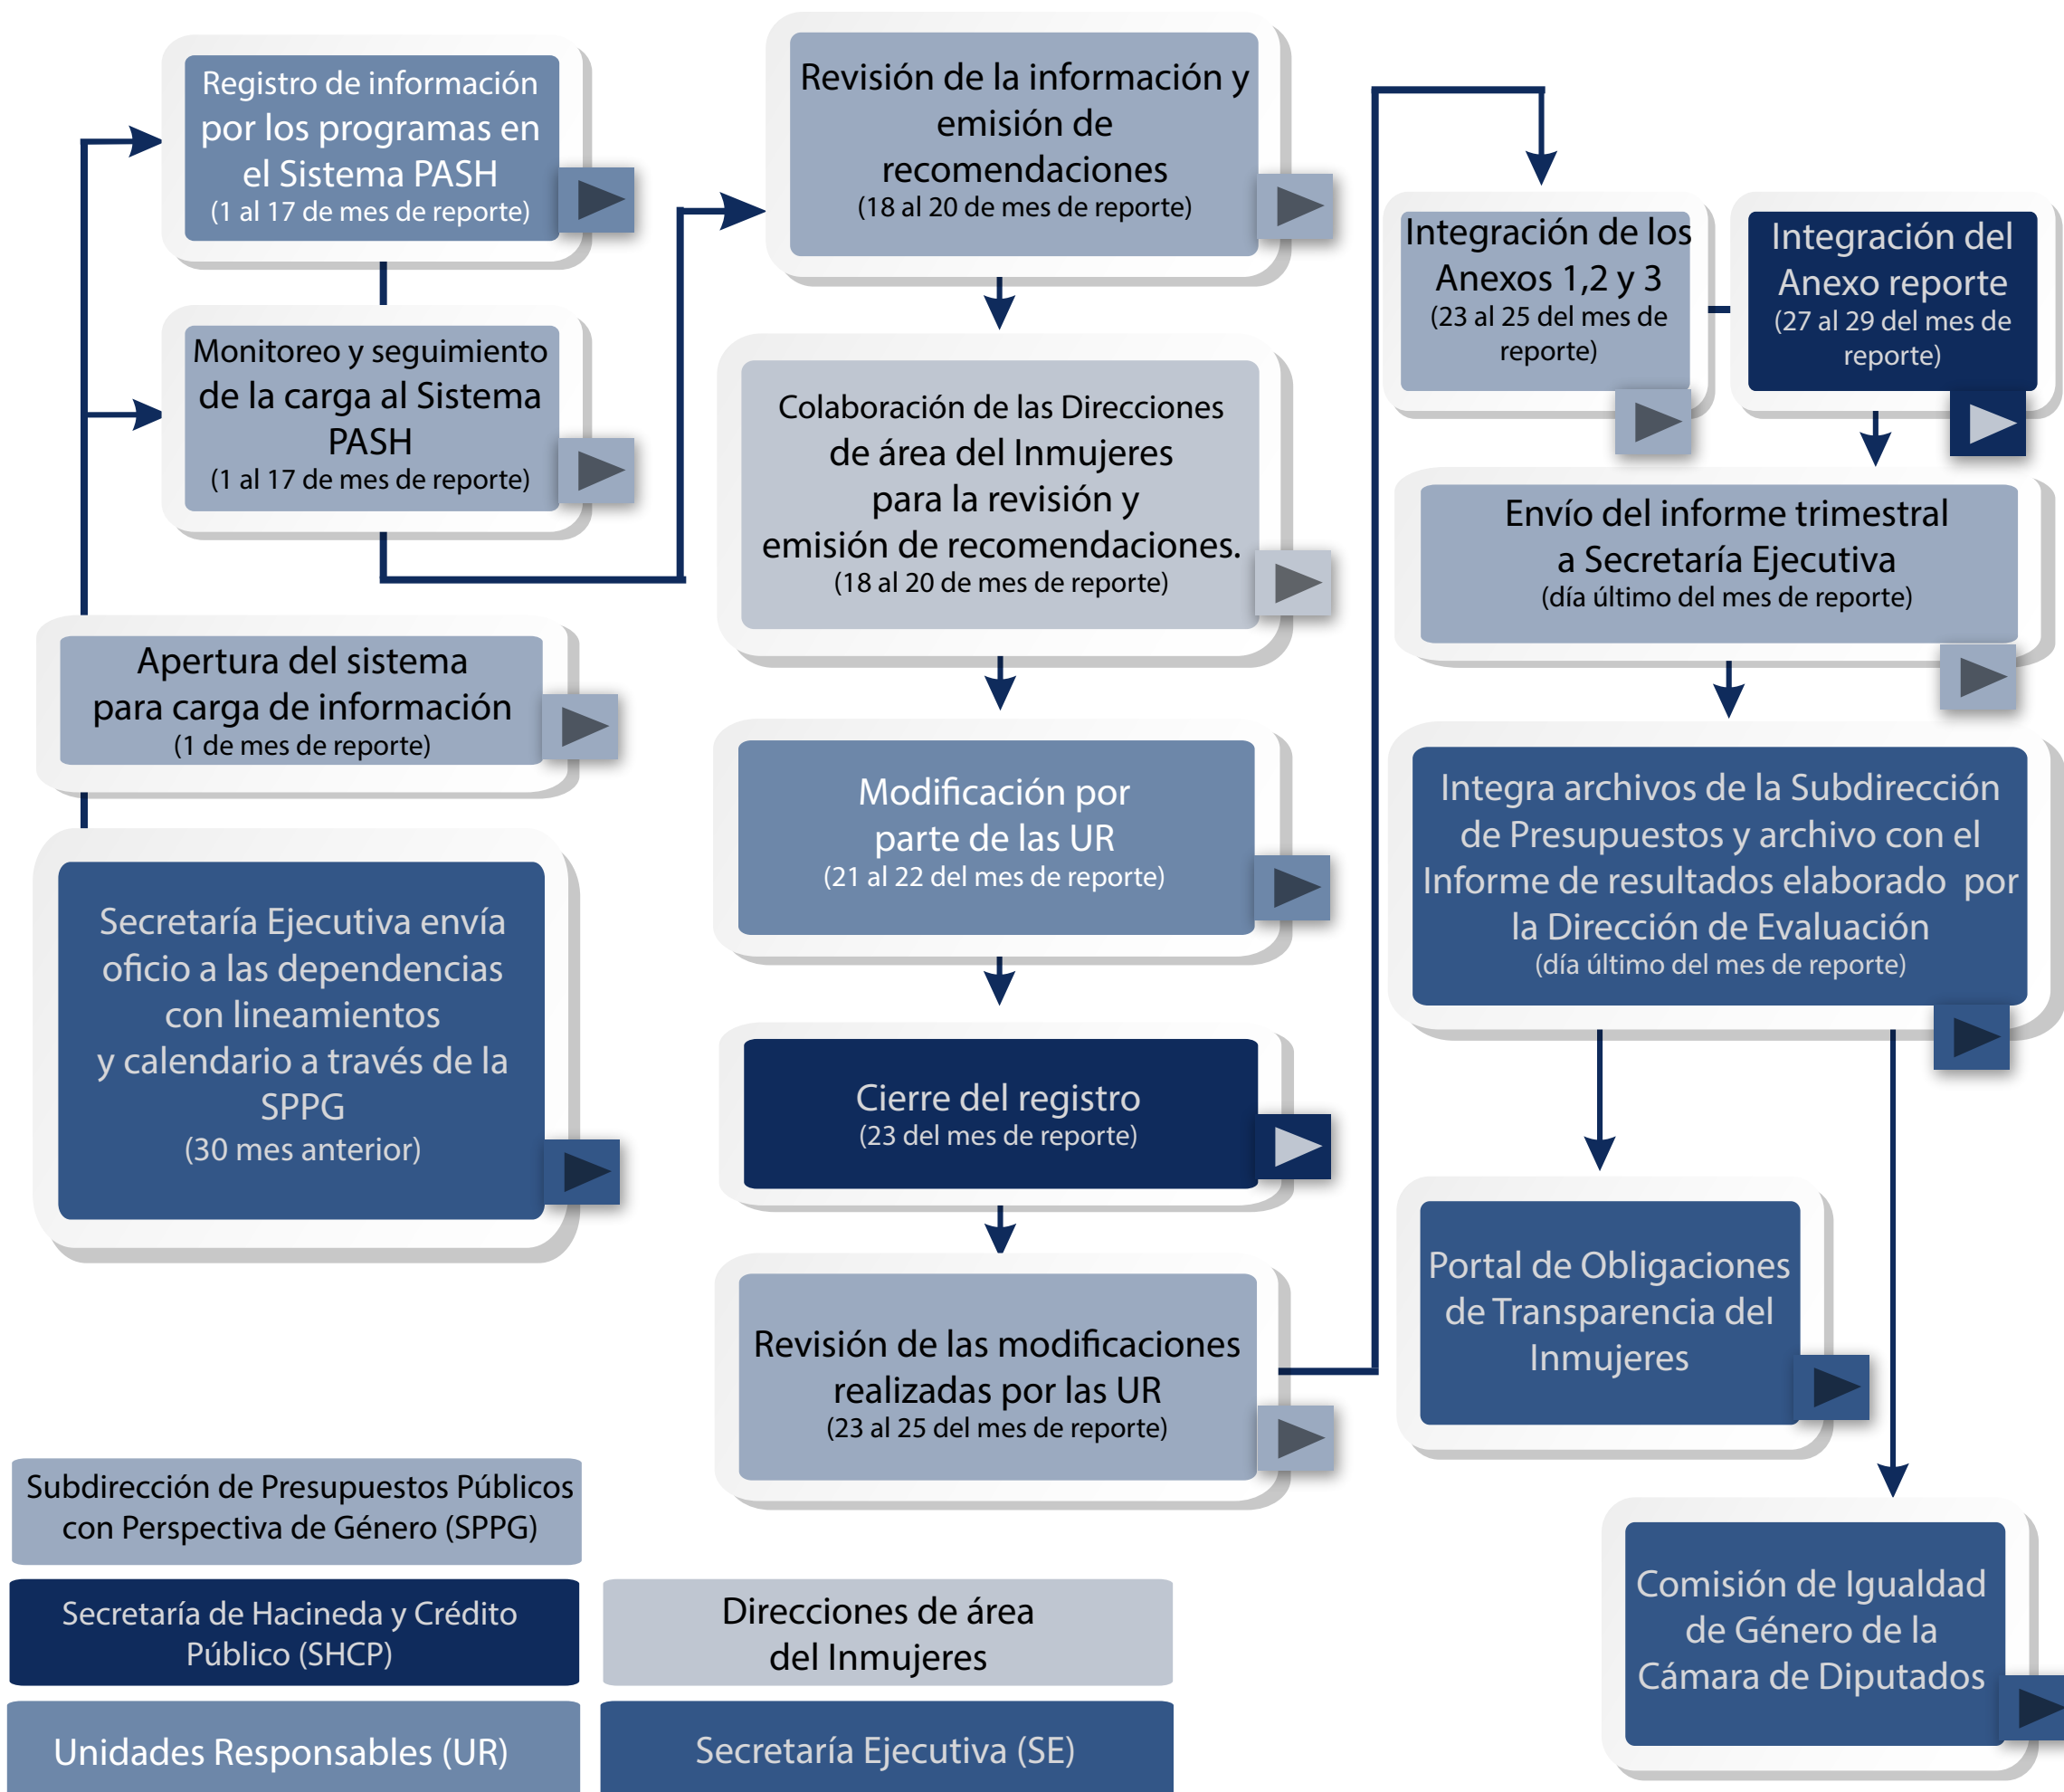 Registro de información
por los programas en
el Sistema PASH
(1 al 17 de mes de reporte)
Monitoreo y seguimiento
de la carga al Sistema
PASH
(1 al 17 de mes de reporte)
Apertura del sistema
para carga de información
(1 de mes de reporte)
Secretaría Ejecutiva envía
oficio a las dependencias
con lineamientos
y calendario a través de la
SPPG
(30 mes anterior)
Revisión de la información y
emisión de
recomendaciones
(18 al 20 de mes de reporte)
Colaboración de las Direcciones
de área del Inmujeres
para la revisión y
emisión de recomendaciones.
(18 al 20 de mes de reporte)
Modificación por
parte de las UR
(21 al 22 del mes de reporte)
Cierre del registro
(23 del mes de reporte)
Revisión de las modificaciones
realizadas por las UR
(23 al 25 del mes de reporte)
Integración de los
Anexos 1,2 y 3
(23 al 25 del mes de
reporte)
Integración del
Anexo reporte
(27 al 29 del mes de
reporte)
Envío del informe trimestral
a Secretaría Ejecutiva
(día último del mes de reporte)
Integra archivos de la Subdirección
de Presupuestos y archivo con el
Informe de resultados elaborado por
la Dirección de Evaluación
(día último del mes de reporte)
Portal de Obligaciones
de Transparencia del
Inmujeres
Comisión de Igualdad
de Género de la
Cámara de Diputados
Subdirección de Presupuestos Públicos
con Perspectiva de Género (SPPG)
Secretaría de Hacineda y Crédito
Público (SHCP)
Unidades Responsables (UR)
Direcciones de área
del Inmujeres
Secretaría Ejecutiva (SE)